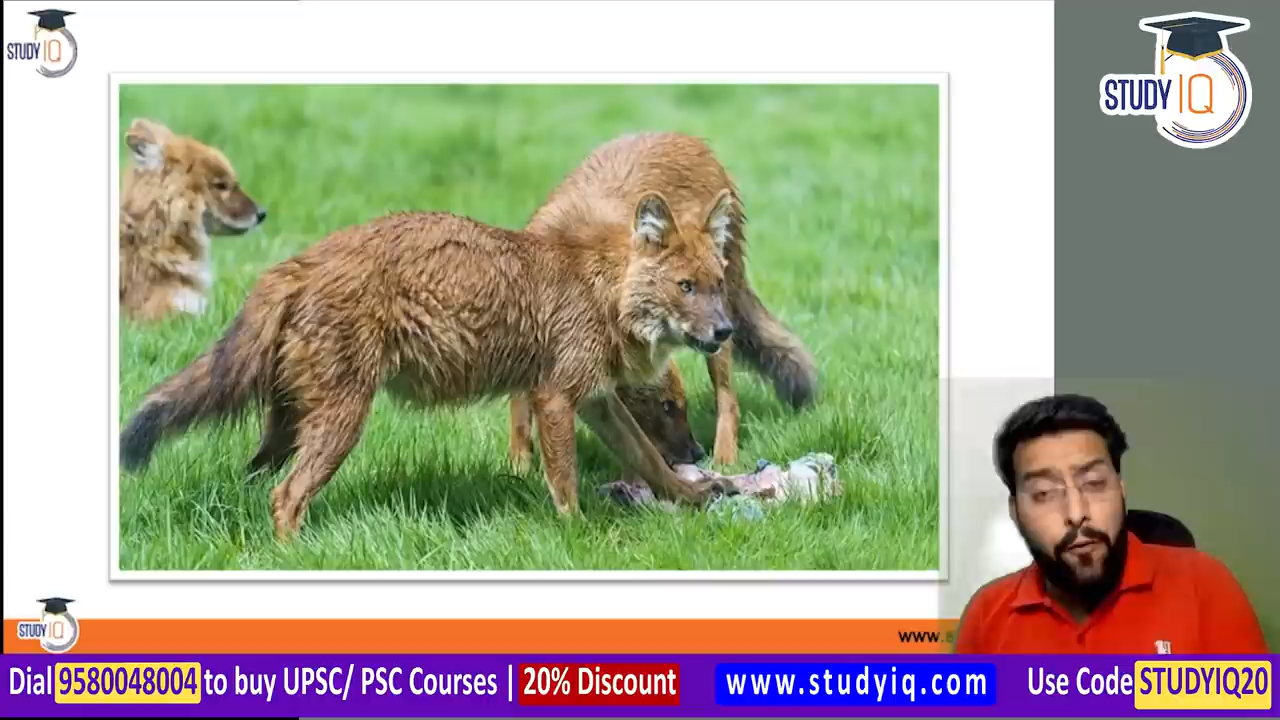 STUDY IQ
STUDY IQ
STUDY IQ
www.
Dial 9580048004 to buy UPSC/ PSC Courses | 20% Discount
www.studyiq.com
Use Code STUDYIQ20